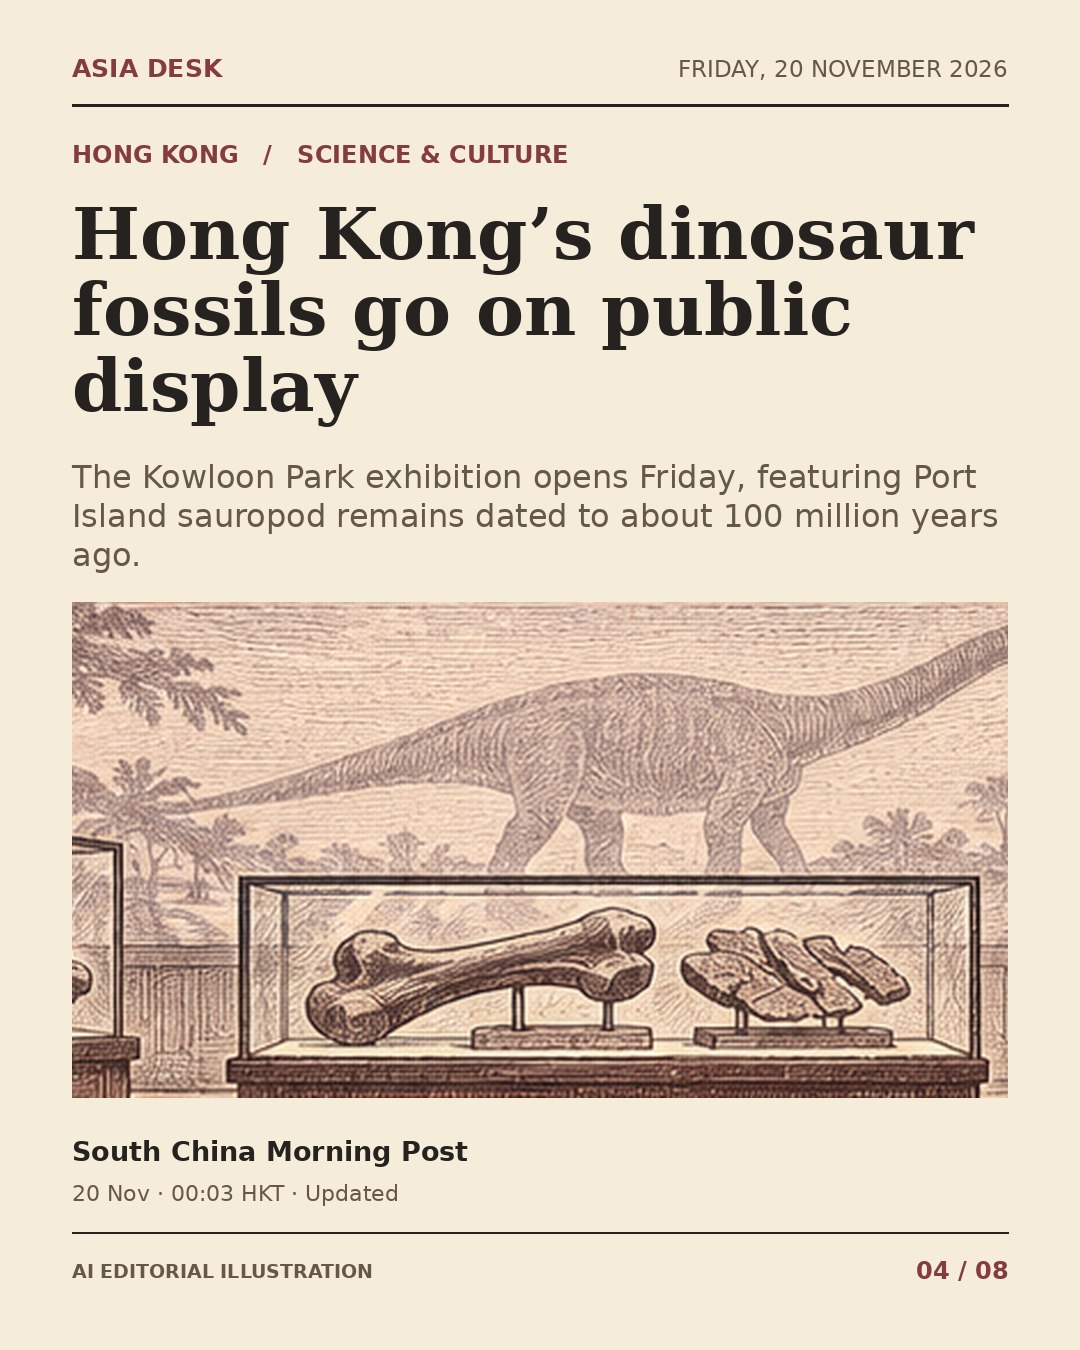 ASIA DESK
FRIDAY, 20 NOVEMBER 2026
HONG KONG / SCIENCE & CULTURE
Hong Kong’s dinosaur
fossils go on public
display
The Kowloon Park exhibition opens Friday, featuring Port
Island sauropod remains dated to about 100 million years
ago.
South China Morning Post
20 Nov · 00:03 HKT · Updated
AI EDITORIAL ILLUSTRATION
04 / 08